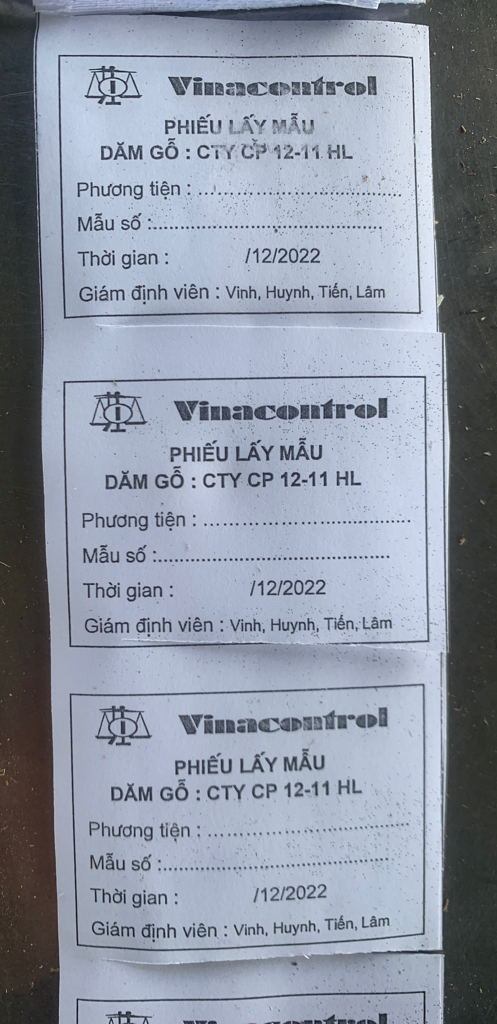 Vinacontrol
PHIẾU LẤY MẪU
DĂM GỖ : CTY CP 12-11 HL
Phương tiện : ........................................
Mẫu số :..............................................
Thời gian : /12/2022
Giám định viên : Vinh, Huynh, Tiến, Lâm
Vinacontrol
PHIẾU LẤY MẪU
DĂM GỖ : CTY CP 12-11 HL
Phương tiện : ........................................
Mẫu số :..............................................
Thời gian : /12/2022
Giám định viên : Vinh, Huynh, Tiến, Lâm
Vinacontrol
PHIẾU LẤY MẪU
DĂM GỖ : CTY CP 12-11 HL
Phương tiện : ........................................
Mẫu số :..............................................
Thời gian : /12/2022
Giám định viên : Vinh, Huynh, Tiến, Lâm